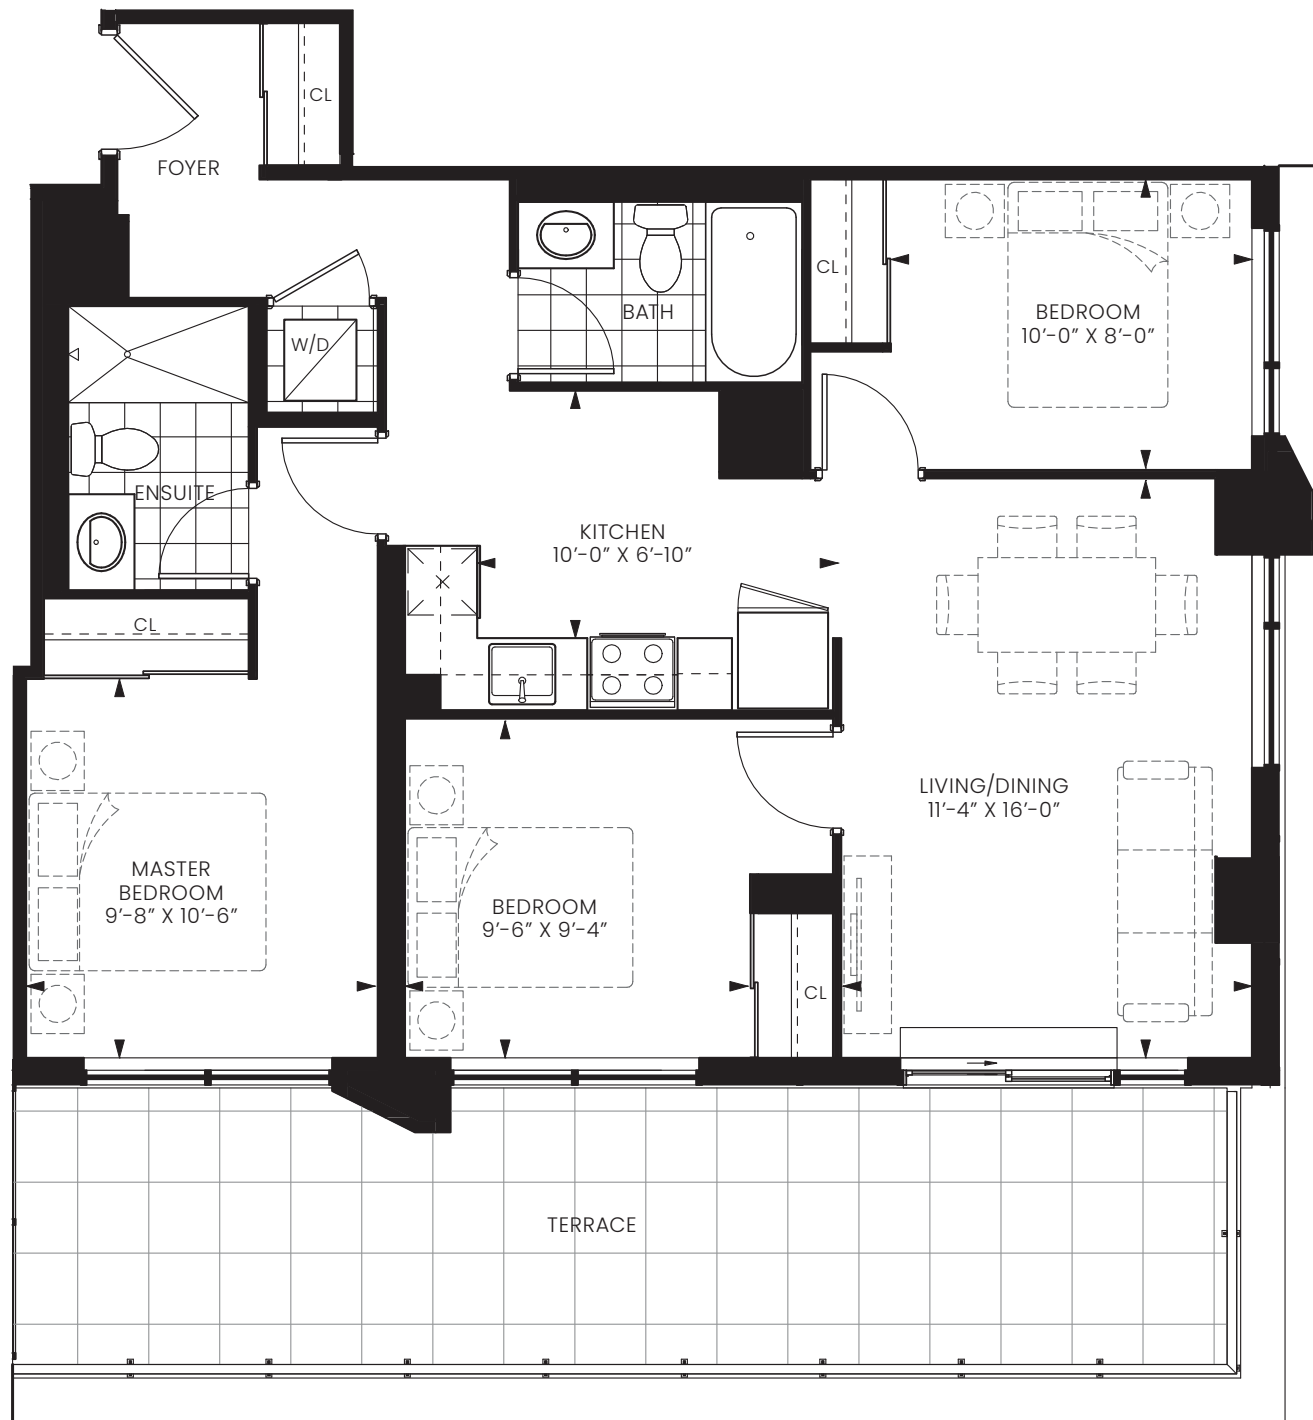 CL
FOYER
CL
BEDROOM
10’-0” X 8’-0”
BATH
W/D
ENSUITE
KITCHEN
10’-0” X 6’-10”
CL
LIVING/DINING
11’-4” X 16’-0”
MASTER
BEDROOM
9’-8” X 10’-6”
BEDROOM
9’-6” X 9’-4”
CL
TERRACE